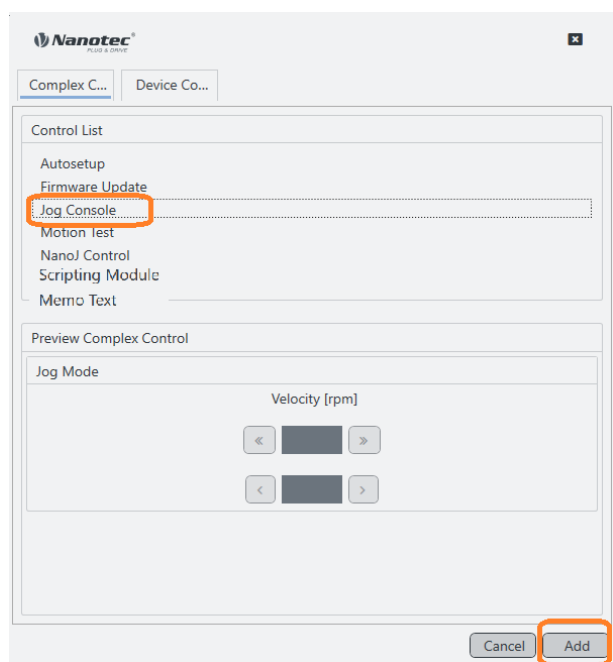 Nanotec®
PLUG & DRIVE
Complex C... Device Co...
Control List
Autosetup
Firmware Update
Jog Console
Motion Test
NanoJ Control
Scripting Module
Memo Text
Preview Complex Control
Jog Mode
Velocity [rpm]
« »
< >
Cancel Add